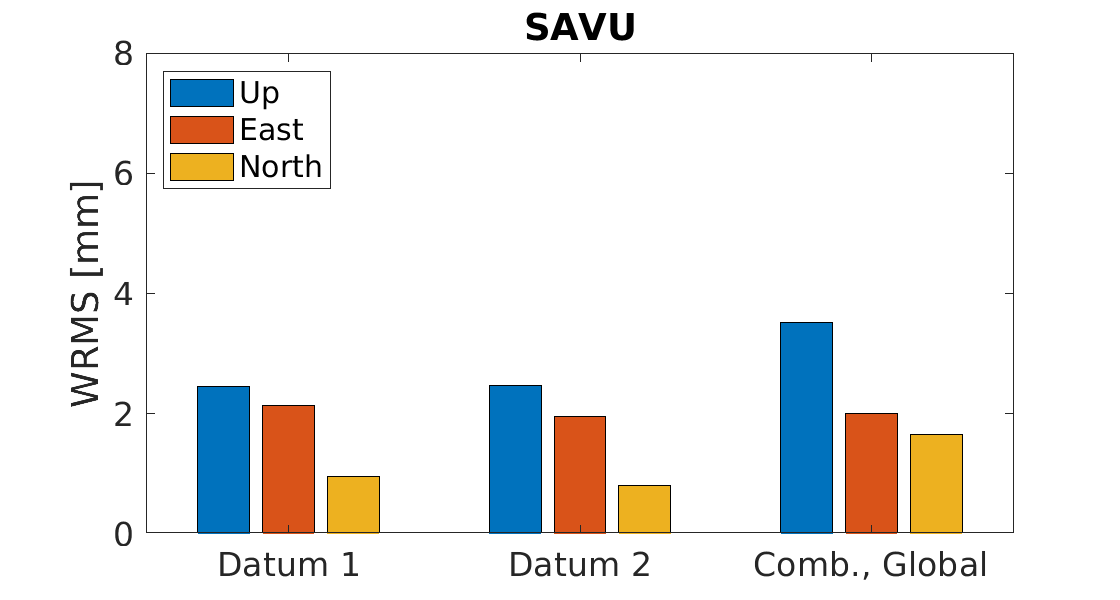 SAVU
8
6
4
2
0
WRMS [mm]
Up
East
North
Datum 1
Datum 2
Comb., Global